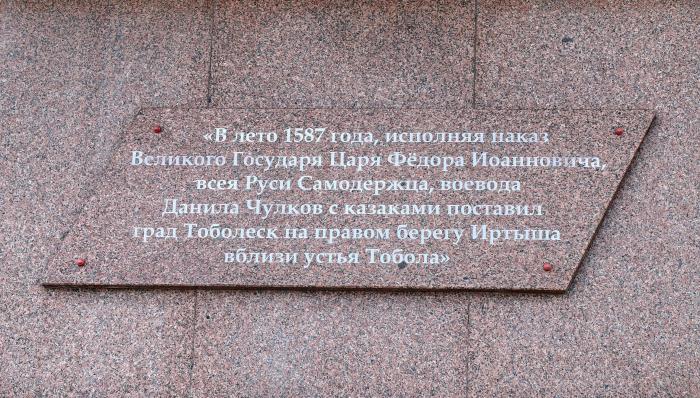 «В лето 1587 года, исполняя наказ
Великого Государя Царя Фёдора Иоанновича,
всея Руси Самодержца, воевода
Данила Чулков с казаками поставил
град Тоболеск на правом берегу Иртыша
вблизи устья Тобола»